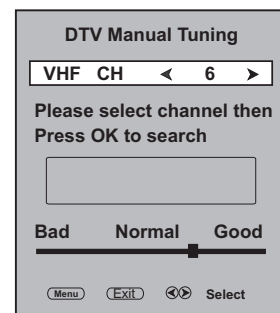 DTV Manual Tuning
VHF CH 6
Please select channel then
Press OK to search
Bad Normal Good
Menu Exit Select